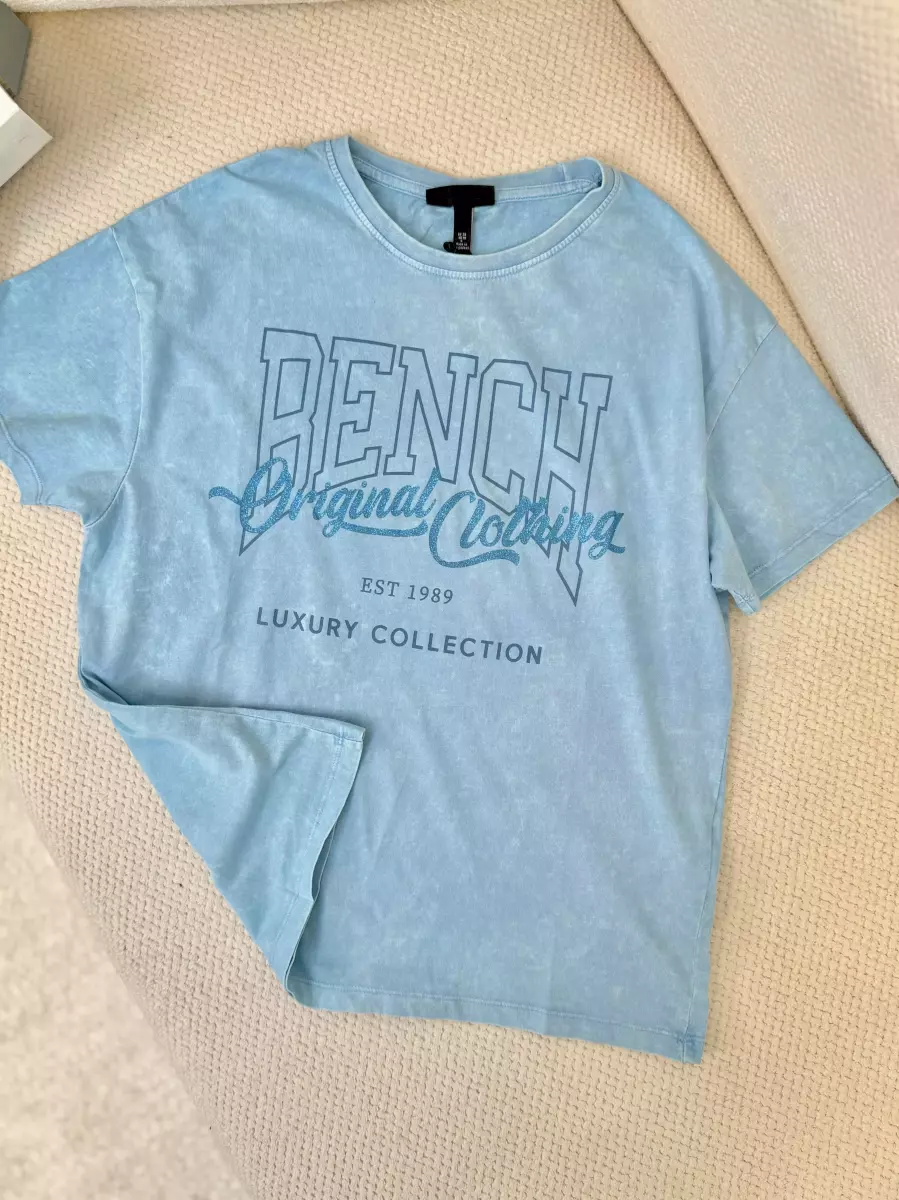 BENCH
Original Clothing
EST 1989
LUXURY COLLECTION